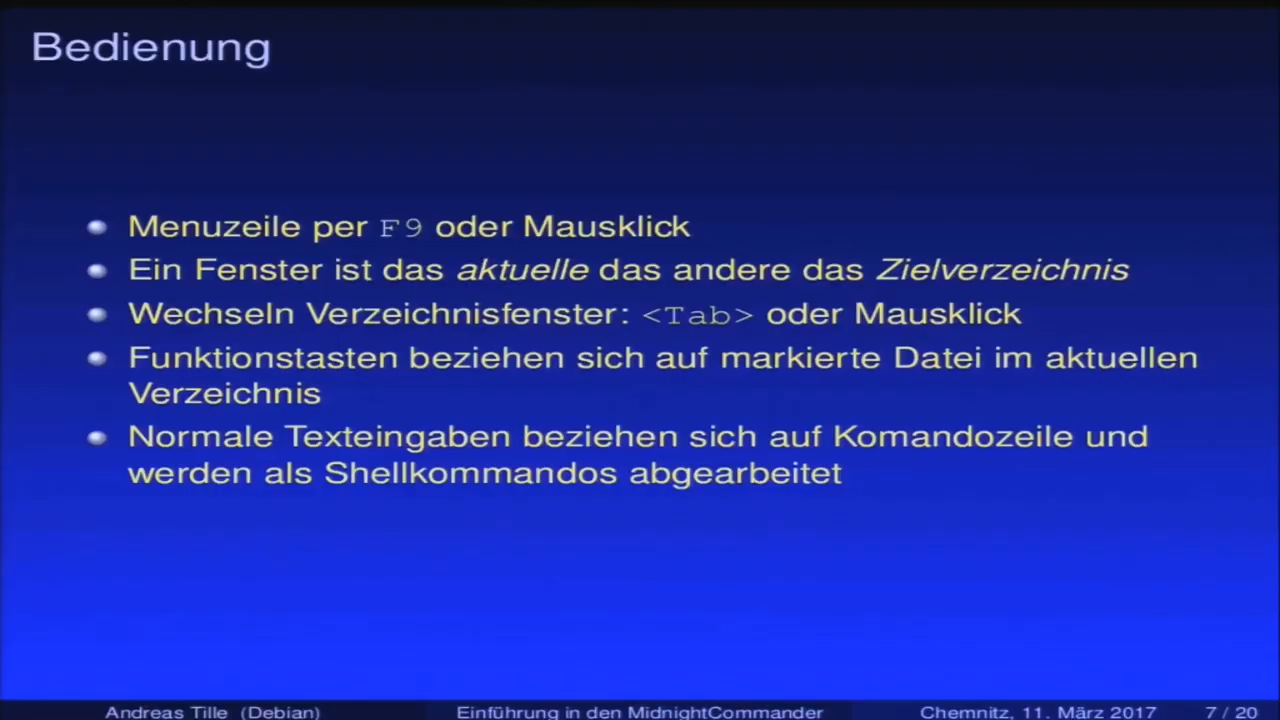 Bedienung
Menuzeile per F9 oder Mausklick
Ein Fenster ist das aktuelle das andere das Zielverzeichnis
Wechseln Verzeichnisfenster: <Tab> oder Mausklick
Funktionstasten beziehen sich auf markierte Datei im aktuellen
Verzeichnis
Normale Texteingaben beziehen sich auf Komandozeile und
werden als Shellkommandos abgearbeitet
Andreas Tille (Debian) Einführung in den MidnightCommander Chemnitz, 11. März 2017 7 / 20